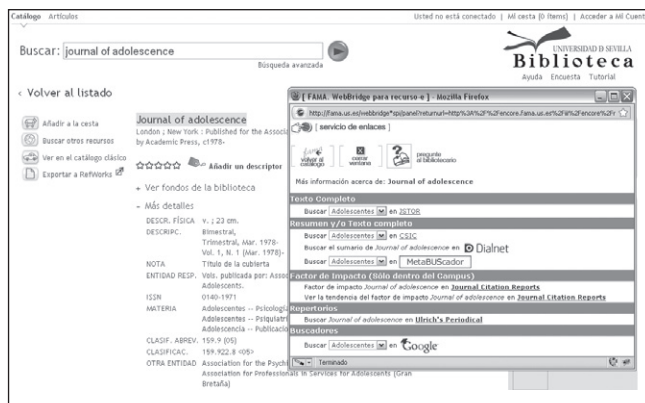 Catálogo Artículos
Usted no está conectado | Mi cesta (0 ítems) | Acceder a Mi Cuent
Buscar: journal of adolescence
Búsqueda avanzada
UNIVERSIDAD D SEVILLA
Biblioteca
Ayuda Encuesta Tutorial
‹ Volver al listado
Añadir a la cesta
Buscar otros recursos
Ver en el catálogo clásico
Exportar a RefWorks
Journal of adolescence
London ; New York : Published for the Associa
by Academic Press, c1978-
Añadir un descriptor
+ Ver fondos de la biblioteca
- Más detalles
DESCR. FÍSICA v. ; 23 cm.
DESCRIPC. Bimestral,
Trimestral, Mar. 1978-
Vol. 1, N. 1 (Mar. 1978)-
NOTA Título de la cubierta
ENTIDAD RESP. Vols. publicada por: Assoc
Adolescents.
ISSN 0140-1971
MATERIA Adolescentes -- Psicologí
Adolescentes -- Psiquiatrí
Adolescencia -- Publicacio
CLASIF. ABREV. 159.9 (05)
CLASIFICAC. 159.922.8 <05>
OTRA ENTIDAD Association for the Psychi
Association for Professionals in Services for Adolescents (Gran
Bretaña)
[ FAMA. WebBridge para recurso-e ] - Mozilla Firefox
[ servicio de enlaces ]
volver al
catálogo
cerrar
ventana
pregunte
al bibliotecario
Más información acerca de: Journal of adolescence
Texto Completo
Buscar Adolescentes en JSTOR
Resumen y/o Texto completo
Buscar Adolescentes en CSIC
Buscar el sumario de Journal of adolescence en Dialnet
Buscar Adolescentes en MetaBUScador
Factor de Impacto (Sólo dentro del Campus)
Factor de impacto Journal of adolescence en Journal Citation Reports
Ver la tendencia del factor de impacto Journal of adolescence en Journal Citation Reports
Repertorios
Buscar Journal of adolescence en Ulrich's Periodical
Buscadores
Buscar Adolescentes en Google
Terminado